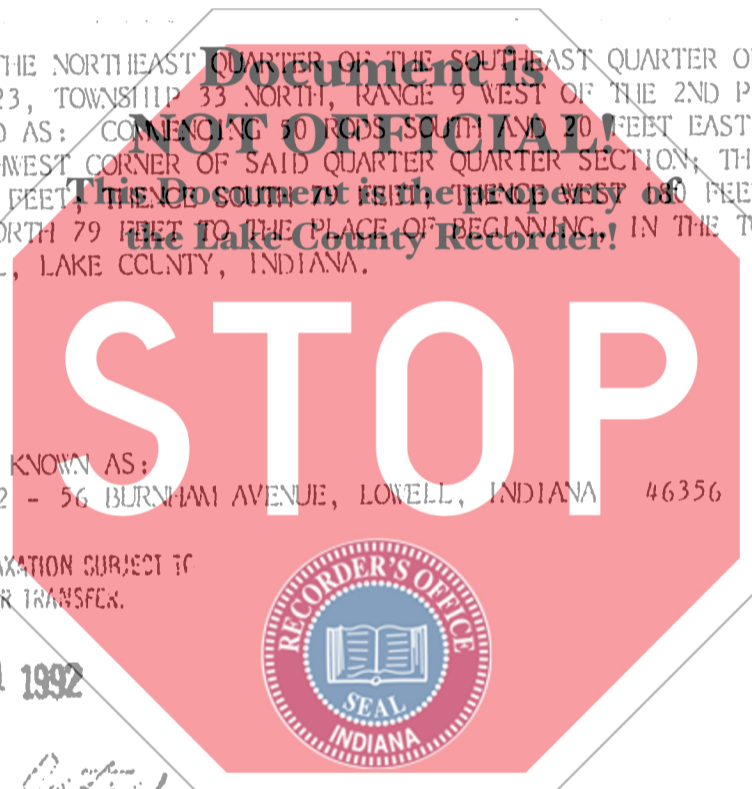 THE NORTHEAST QUARTER OF THE SOUTHEAST QUARTER OF
23, TOWNSHIP 33 NORTH, RANGE 9 WEST OF THE 2ND P
AS: COMMENCING 50 RODS SOUTH AND 20 FEET EAST
WEST CORNER OF SAID QUARTER QUARTER SECTION; TH
FEET, THENCE SOUTH 79 FEET, THENCE WEST 180 FEE
RTH 79 FEET TO THE PLACE OF BEGINNING, IN THE T
, LAKE COUNTY, INDIANA.
Document is
NOT OFFICIAL!
This Document is the property of
the Lake County Recorder!
STOP
KNOWN AS:
2 - 56 BURNHAM AVENUE, LOWELL, INDIANA 46356
AXATION SUBJECT TO
R TRANSFER.
1992
RECORDER'S OFFICE
SEAL
INDIANA